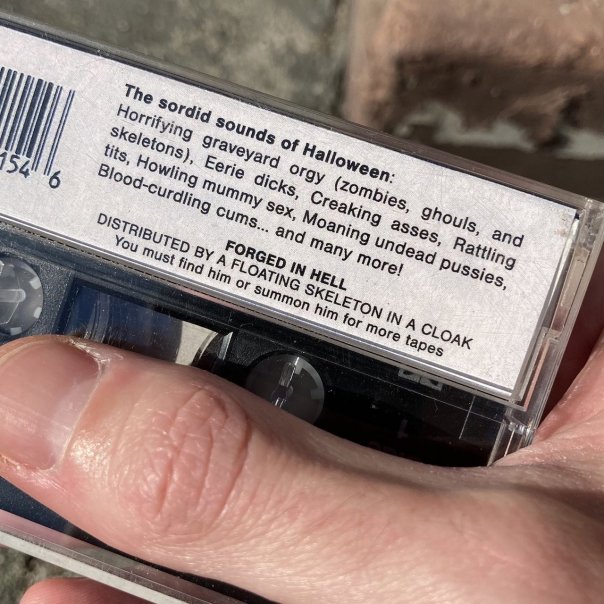 154 6
The sordid sounds of Halloween:
Horrifying graveyard orgy (zombies, ghouls, and
skeletons), Eerie dicks, Creaking asses, Rattling
tits, Howling mummy sex, Moaning undead pussies,
Blood-curdling cums... and many more!
FORGED IN HELL
DISTRIBUTED BY A FLOATING SKELETON IN A CLOAK
You must find him or summon him for more tapes